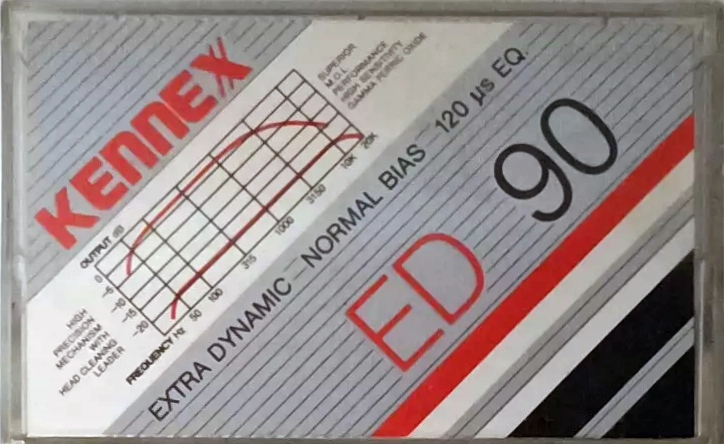 KENNEX
SUPERIOR
M.O.L.
PERFORMANCE
HIGH SENSITIVITY
GAMMA FERRIC OXIDE
OUTPUT dB
0
-5
-10
-15
-20
FREQUENCY Hz 50 100 315 1000 3150 10K 20K
HIGH
PRECISION
MECHANISM
WITH
HEAD CLEANING
LEADER
EXTRA DYNAMIC NORMAL BIAS 120 µs EQ.
ED 90